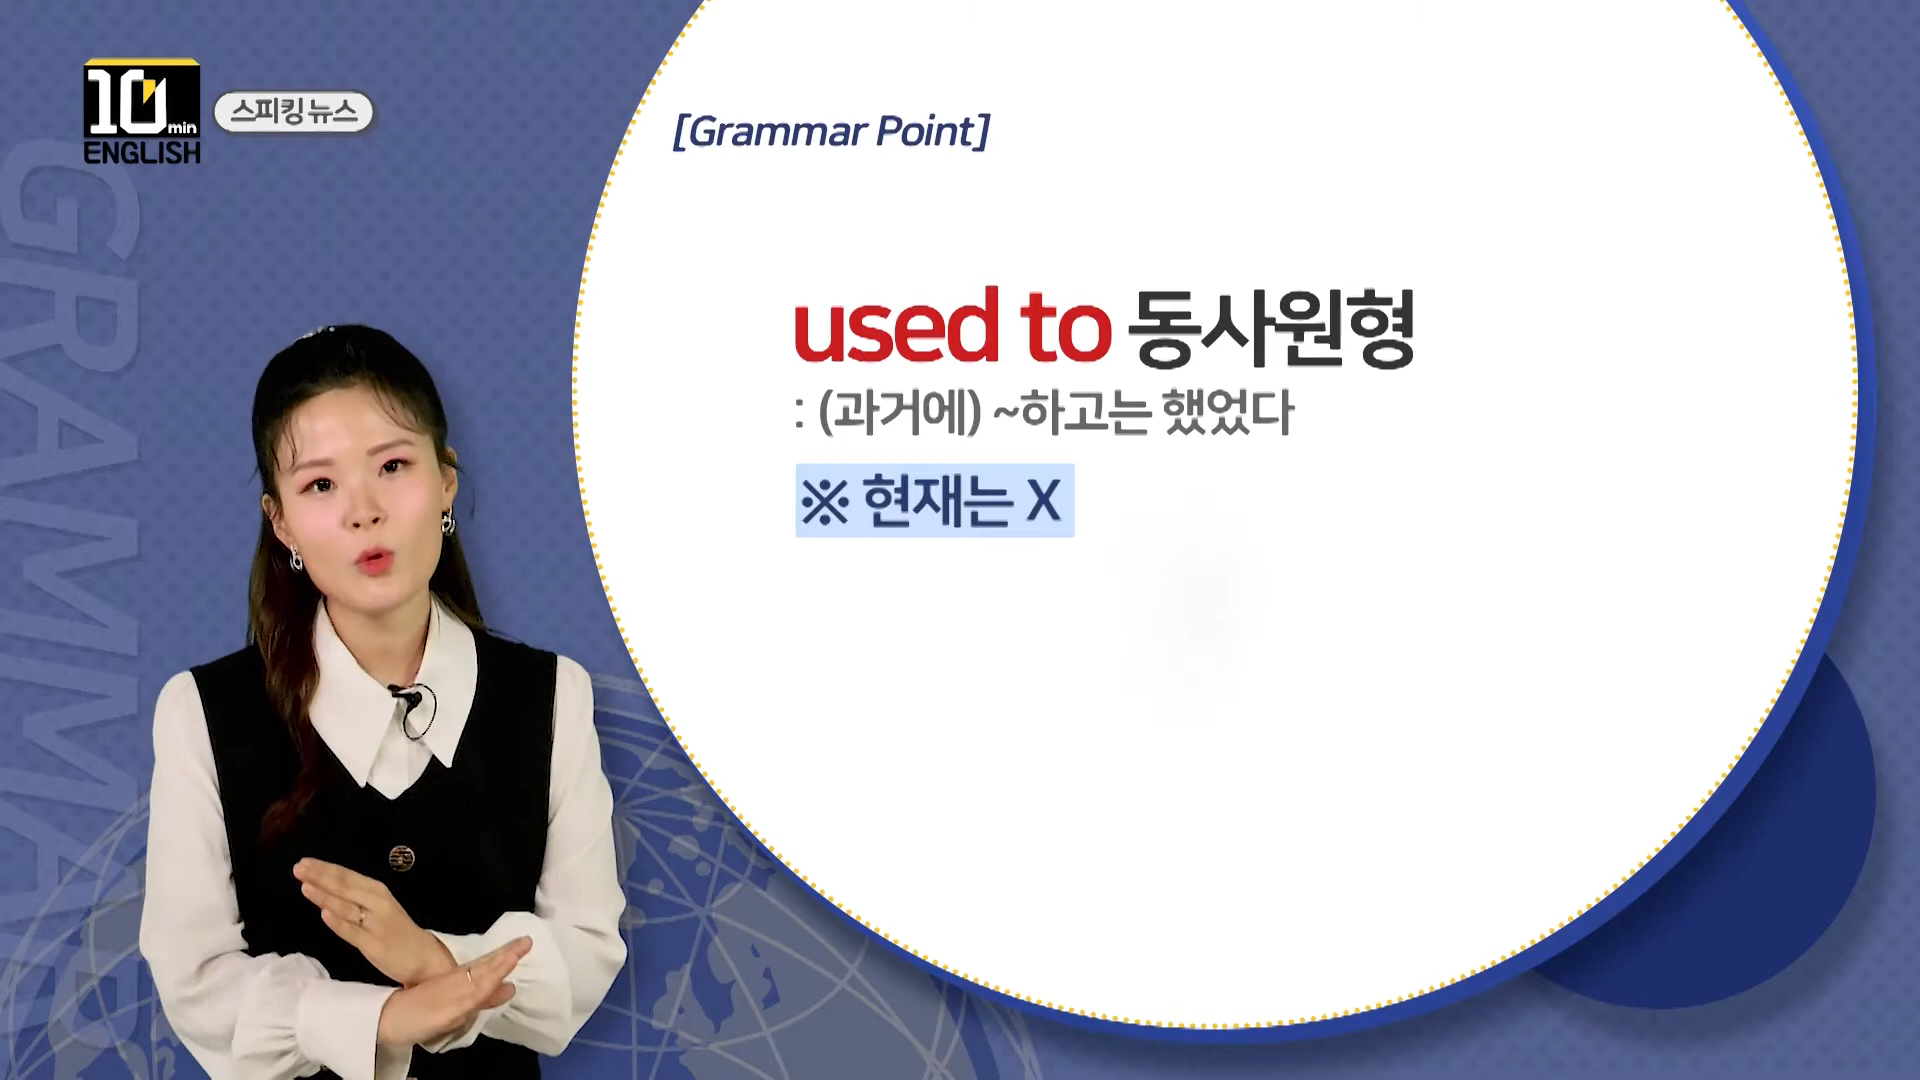 10min
ENGLISH
스피킹 뉴스
GRAMMAR
[Grammar Point]
used to 동사원형
: (과거에) ~하고는 했었다
※ 현재는 X